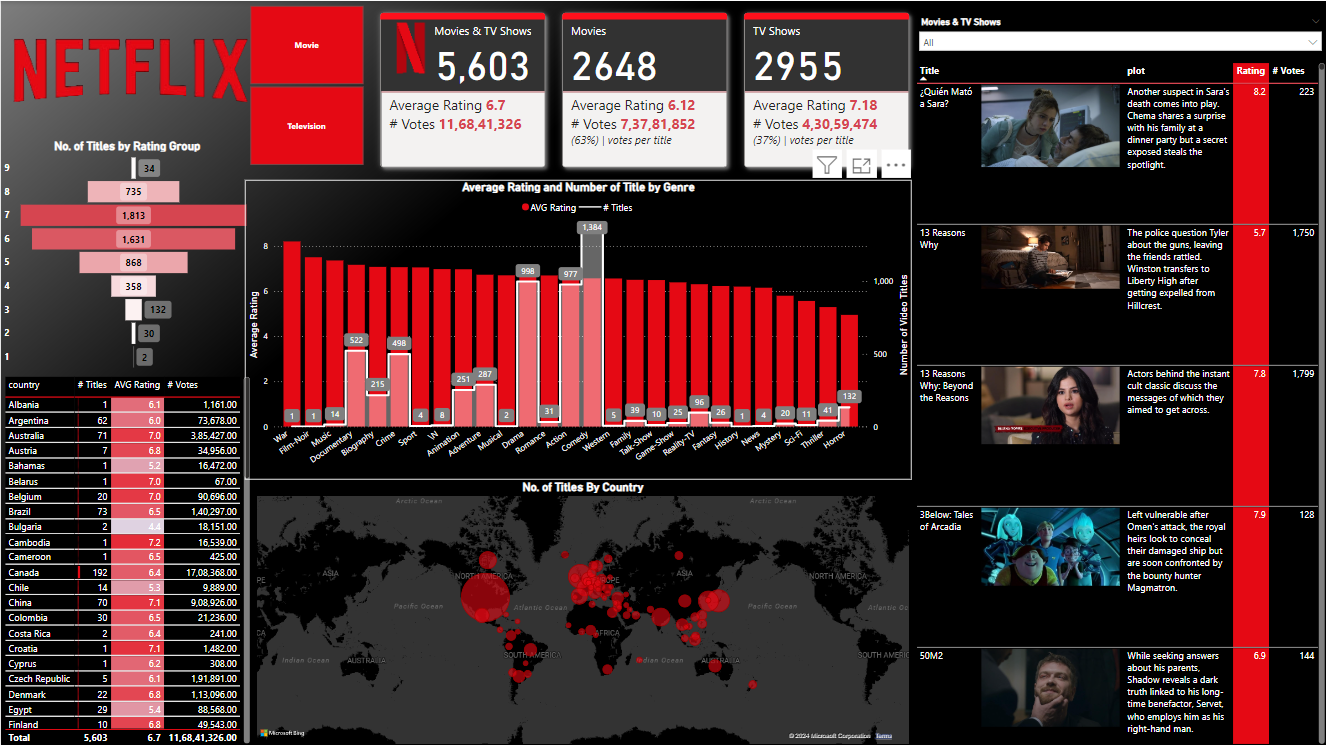 NETFLIX
Movie
Television
Movies & TV Shows
5,603
Average Rating 6.7
# Votes 11,68,41,326
Movies
2648
Average Rating 6.12
# Votes 7,37,81,852
(63%) | votes per title
TV Shows
2955
Average Rating 7.18
# Votes 4,30,59,474
(37%) | votes per title
No. of Titles by Rating Group
9 34
8 735
7 1,813
6 1,631
5 868
4 358
3 132
2 30
1 2
country # Titles AVG Rating # Votes
Albania 1 6.1 1,161.00
Argentina 62 6.0 73,678.00
Australia 71 7.0 3,85,427.00
Austria 7 6.8 34,956.00
Bahamas 1 5.2 16,472.00
Belarus 1 7.0 67.00
Belgium 20 7.0 90,696.00
Brazil 73 6.5 1,40,297.00
Bulgaria 2 4.4 18,151.00
Cambodia 1 7.2 16,539.00
Cameroon 1 6.5 425.00
Canada 192 6.4 17,08,368.00
Chile 14 5.3 9,889.00
China 70 7.1 9,08,926.00
Colombia 30 6.5 21,236.00
Costa Rica 2 6.4 241.00
Croatia 1 7.1 1,482.00
Cyprus 1 6.2 308.00
Czech Republic 5 6.1 1,91,891.00
Denmark 22 6.8 1,13,096.00
Egypt 29 5.4 88,568.00
Finland 10 6.8 49,543.00
Total 5,603 6.7 11,68,41,326.00
Average Rating and Number of Title by Genre
AVG Rating # Titles
Average Rating
8
6
4
2
0
Number of Video Titles
1,000
500
0
1 1 14 522 215 498 4 8 251 287 2 998 31 977 1,384 5 39 10 25 96 26 1 4 20 11 41 132
War Film-Noir Music Documentary Biography Crime Sport \N Animation Adventure Musical Drama Romance Action Comedy Western Family Talk-Show Game-Show Reality-TV Fantasy History News Mystery Sci-Fi Thriller Horror
No. of Titles By Country
Arctic Ocean
Arctic Ocean
ASIA
NORTH AMERICA
EUROPE
ASIA
NORTH AMERICA
Pacific Ocean
Atlantic Ocean
Pacific Ocean
AFRICA
Indian Ocean
AUSTRALIA
SOUTH AMERICA
Indian Ocean
AUSTRALIA
SOUTH AMERI
Microsoft Bing
© 2024 Microsoft Corporation Terms
Movies & TV Shows
All
Title plot Rating # Votes
¿Quién Mató
a Sara?
Another suspect in Sara's
death comes into play.
Chema shares a surprise
with his family at a
dinner party but a secret
exposed steals the
spotlight.
8.2 223
13 Reasons
Why
The police question Tyler
about the guns, leaving
the friends rattled.
Winston transfers to
Liberty High after
getting expelled from
Hillcrest.
5.7 1,750
13 Reasons
Why: Beyond
the Reasons
Actors behind the instant
cult classic discuss the
messages of which they
aimed to get across.
7.8 1,799
3Below: Tales
of Arcadia
Left vulnerable after
Omen's attack, the royal
heirs look to conceal
their damaged ship but
are soon confronted by
the bounty hunter
Magmatron.
7.9 128
50M2
While seeking answers
about his parents,
Shadow reveals a dark
truth linked to his long-
time benefactor, Servet,
who employs him as his
right-hand man.
6.9 144